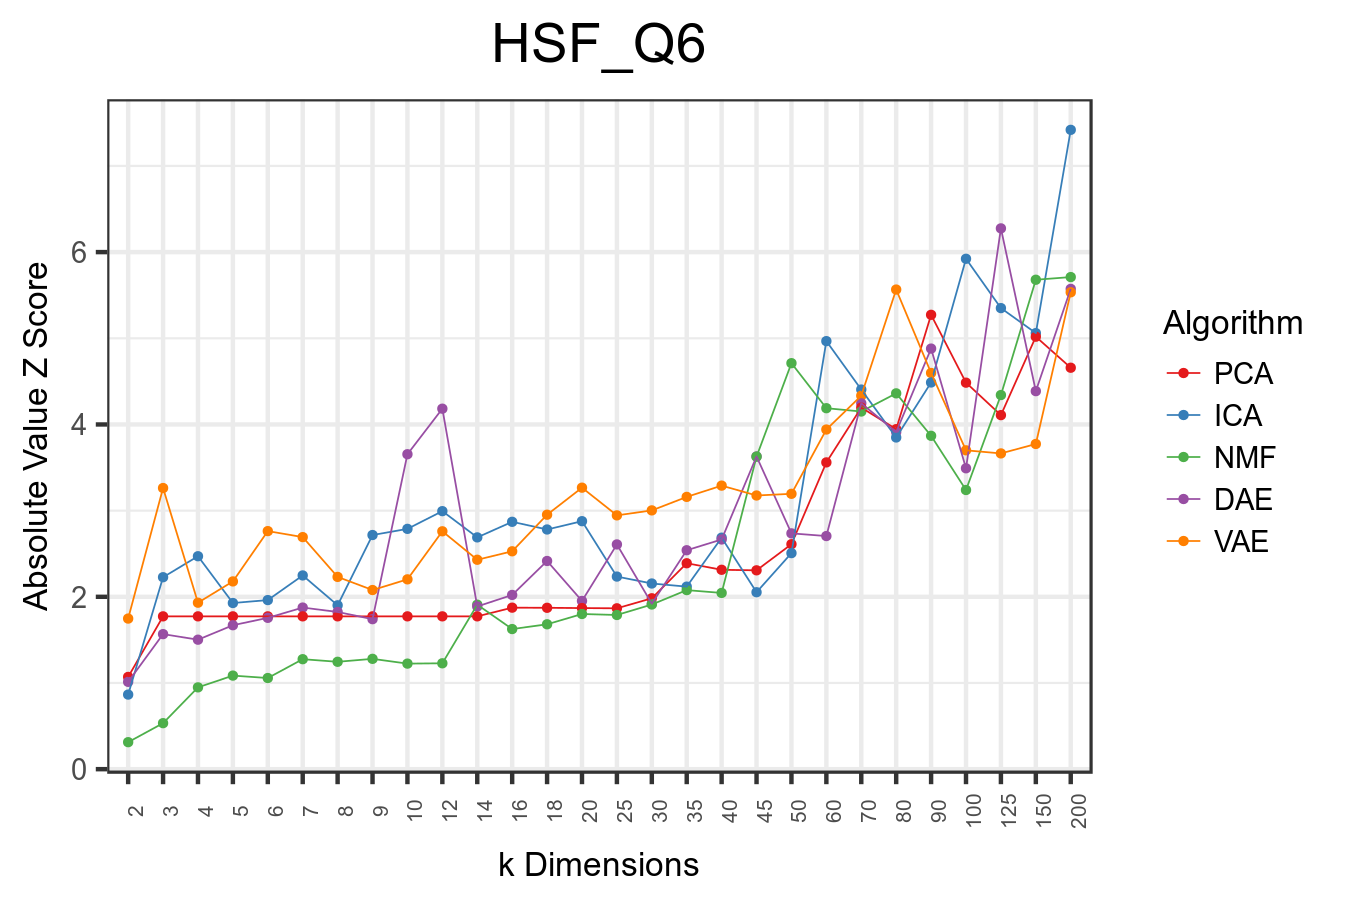 HSF_Q6
Absolute Value Z Score
6
4
2
0
2 3 4 5 6 7 8 9 10 12 14 16 18 20 25 30 35 40 45 50 60 70 80 90 100 125 150 200
k Dimensions
Algorithm
PCA
ICA
NMF
DAE
VAE